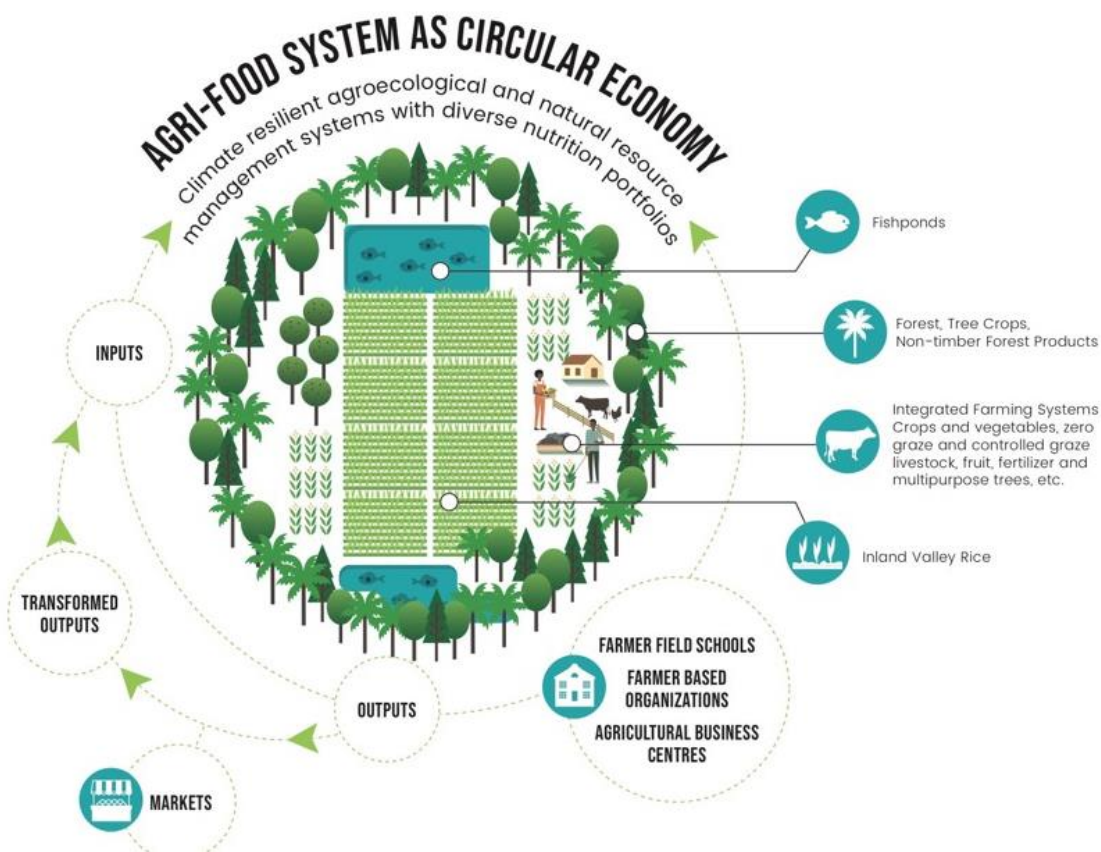 AGRI-FOOD SYSTEM AS CIRCULAR ECONOMY
Climate resilient agroecological and natural resource
management systems with diverse nutrition portfolios
Fishponds
Forest, Tree Crops,
Non-timber Forest Products
INPUTS
Integrated Farming Systems
Crops and vegetables, zero
graze and controlled graze
livestock, fruit, fertilizer and
multipurpose trees, etc.
Inland Valley Rice
TRANSFORMED
OUTPUTS
FARMER FIELD SCHOOLS
FARMER BASED
ORGANIZATIONS
AGRICULTURAL BUSINESS
CENTRES
OUTPUTS
MARKETS